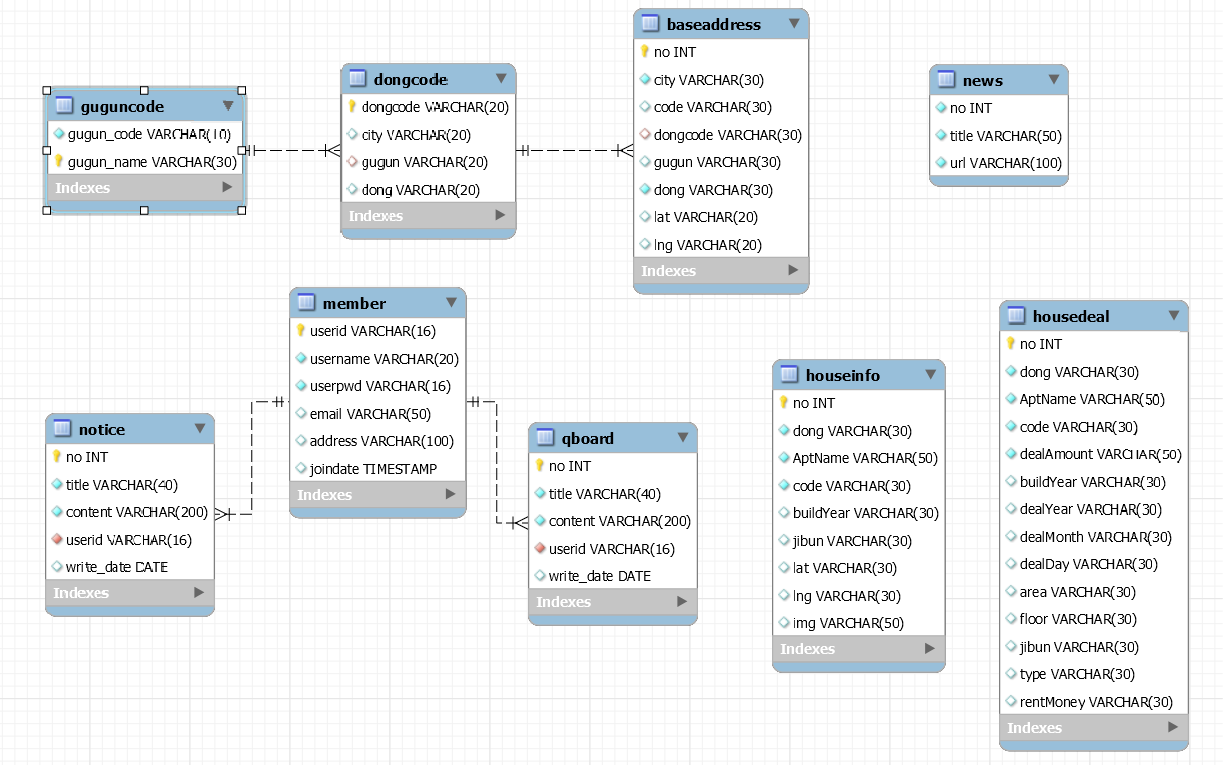 guguncode
gugun_code VARCHAR(10)
gugun_name VARCHAR(30)
Indexes
dongcode
dongcode VARCHAR(20)
city VARCHAR(20)
gugun VARCHAR(20)
dong VARCHAR(20)
Indexes
baseaddress
no INT
city VARCHAR(30)
code VARCHAR(30)
dongcode VARCHAR(30)
gugun VARCHAR(30)
dong VARCHAR(30)
lat VARCHAR(20)
lng VARCHAR(20)
Indexes
news
no INT
title VARCHAR(50)
url VARCHAR(100)
member
userid VARCHAR(16)
username VARCHAR(20)
userpwd VARCHAR(16)
email VARCHAR(50)
address VARCHAR(100)
joindate TIMESTAMP
Indexes
notice
no INT
title VARCHAR(40)
content VARCHAR(200)
userid VARCHAR(16)
write_date DATE
Indexes
qboard
no INT
title VARCHAR(40)
content VARCHAR(200)
userid VARCHAR(16)
write_date DATE
Indexes
houseinfo
no INT
dong VARCHAR(30)
AptName VARCHAR(50)
code VARCHAR(30)
buildYear VARCHAR(30)
jibun VARCHAR(30)
lat VARCHAR(30)
lng VARCHAR(30)
img VARCHAR(50)
Indexes
housedeal
no INT
dong VARCHAR(30)
AptName VARCHAR(50)
code VARCHAR(30)
dealAmount VARCHAR(50)
buildYear VARCHAR(30)
dealYear VARCHAR(30)
dealMonth VARCHAR(30)
dealDay VARCHAR(30)
area VARCHAR(30)
floor VARCHAR(30)
jibun VARCHAR(30)
type VARCHAR(30)
rentMoney VARCHAR(30)
Indexes